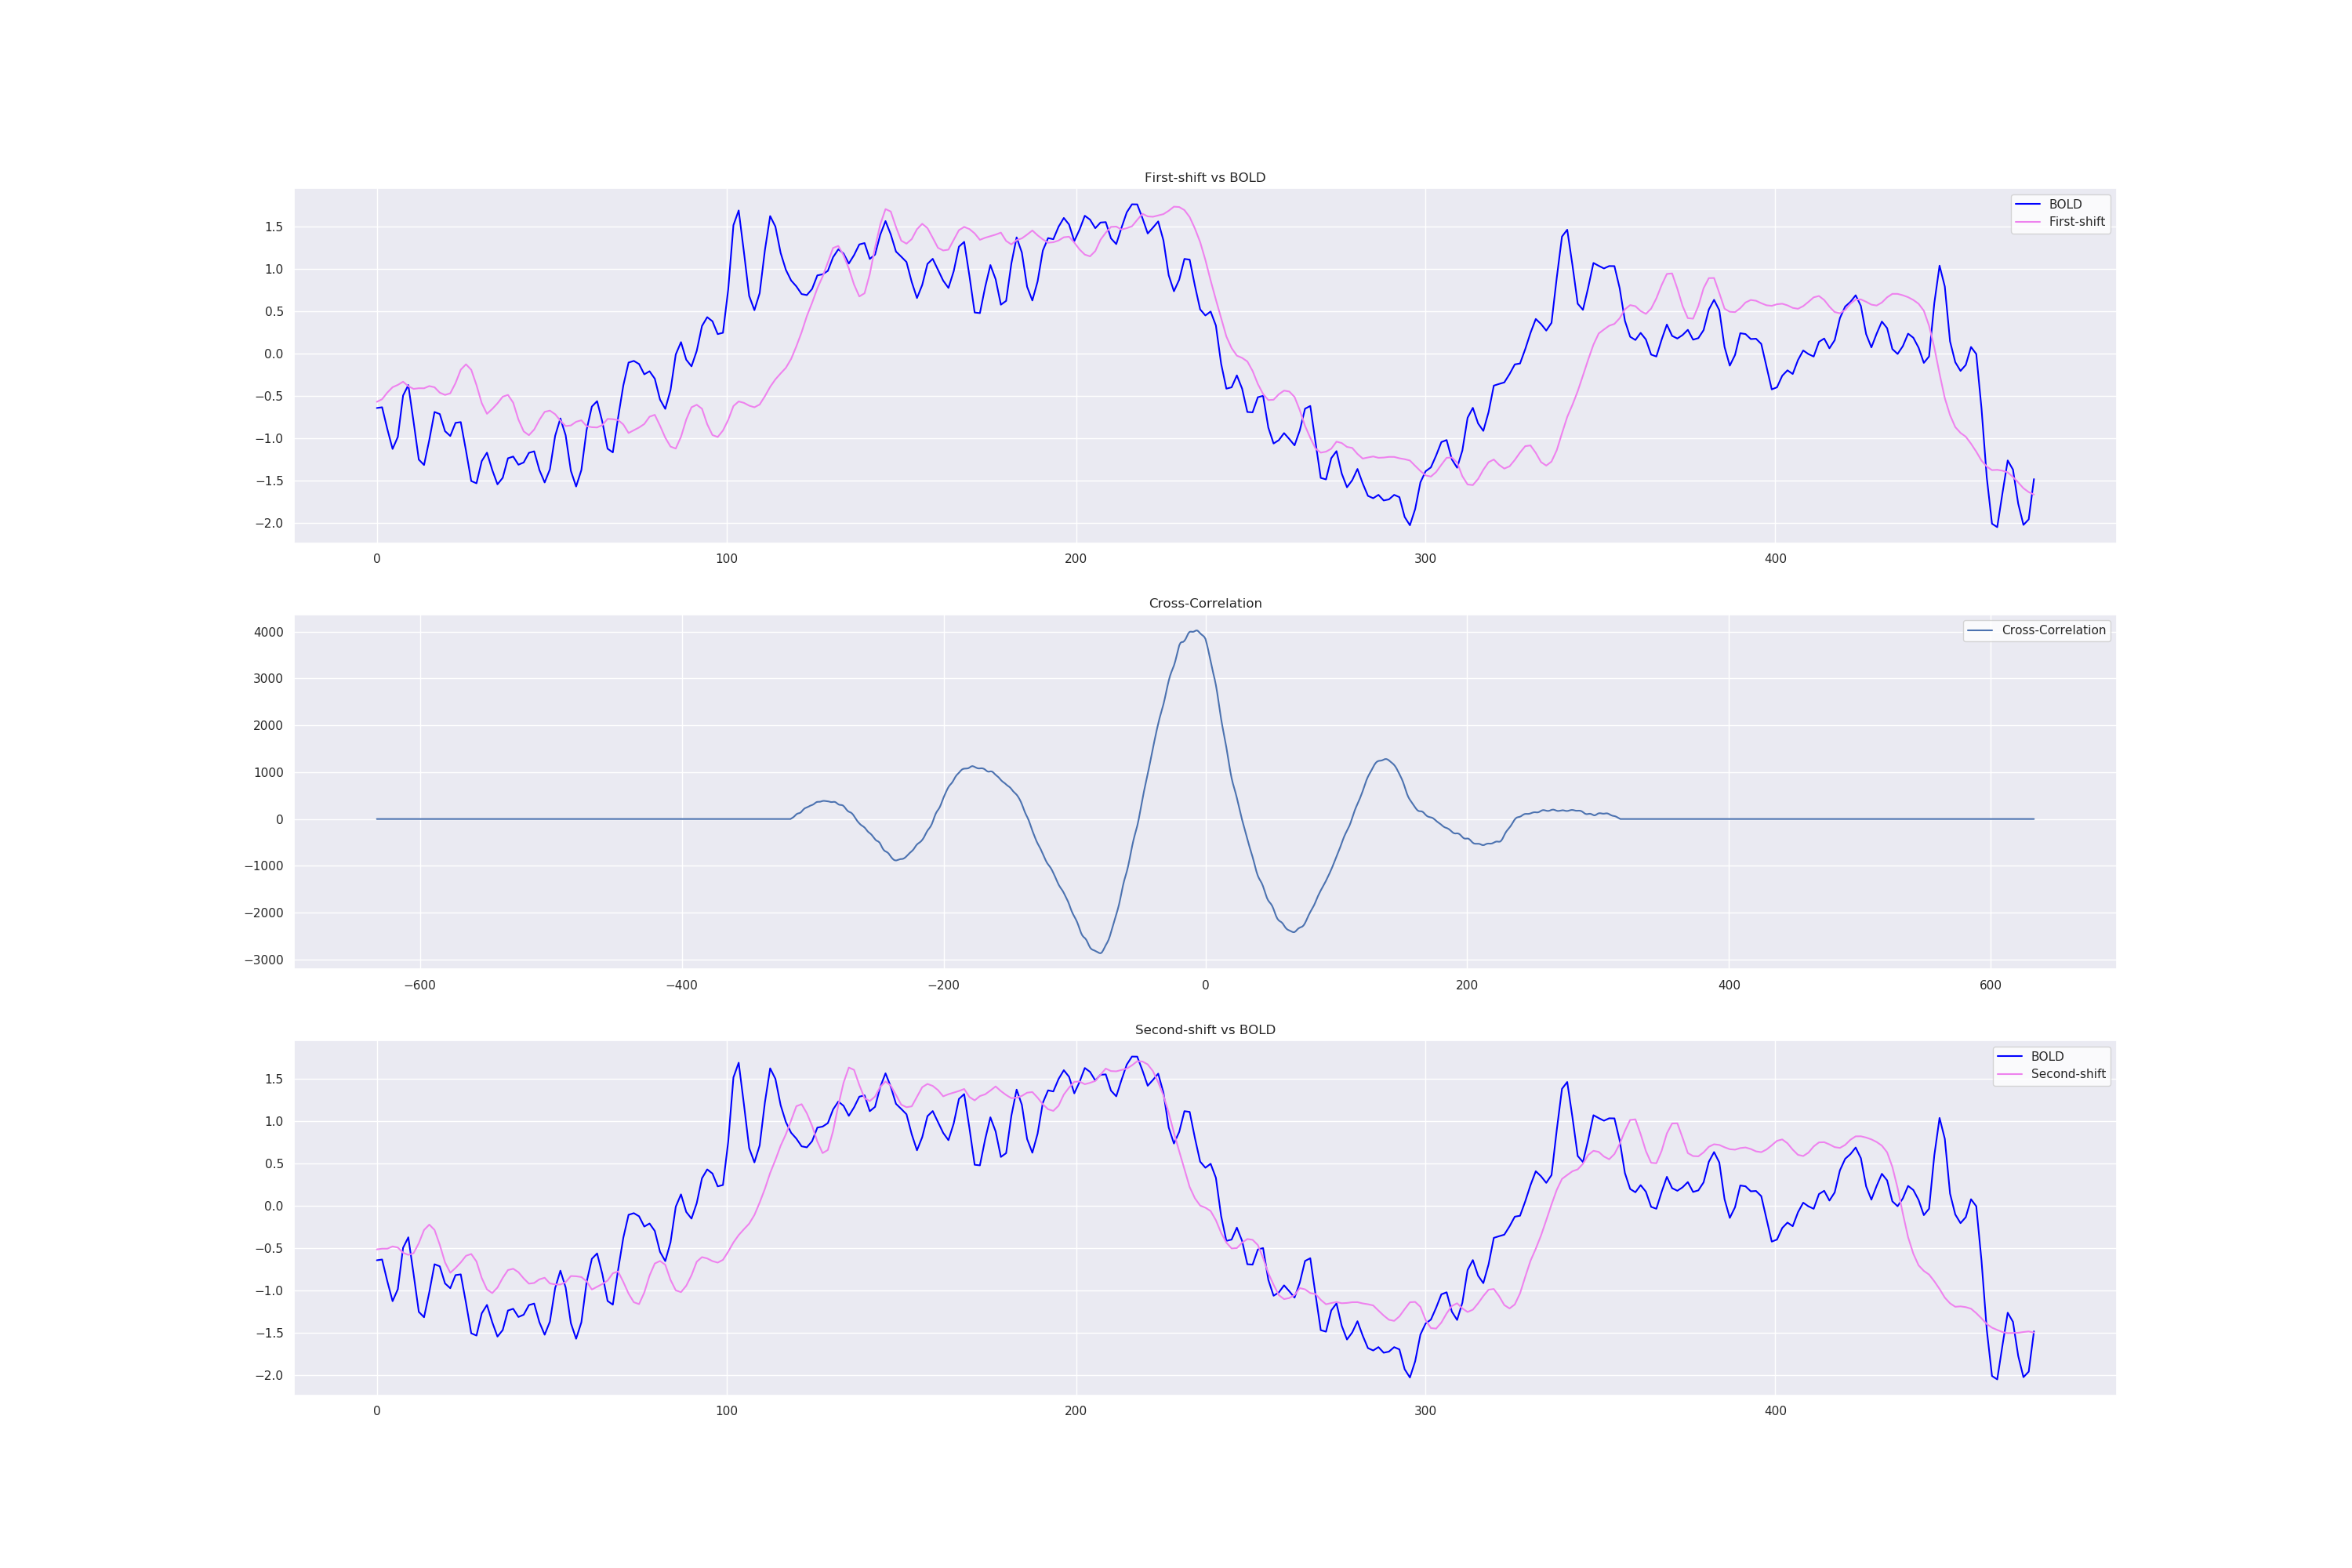 First-shift vs BOLD
BOLD
First-shift
1.5
1.0
0.5
0.0
−0.5
−1.0
−1.5
−2.0
0 100 200 300 400
Cross-Correlation
Cross-Correlation
4000
3000
2000
1000
0
−1000
−2000
−3000
−600 −400 −200 0 200 400 600
Second-shift vs BOLD
BOLD
Second-shift
1.5
1.0
0.5
0.0
−0.5
−1.0
−1.5
−2.0
0 100 200 300 400